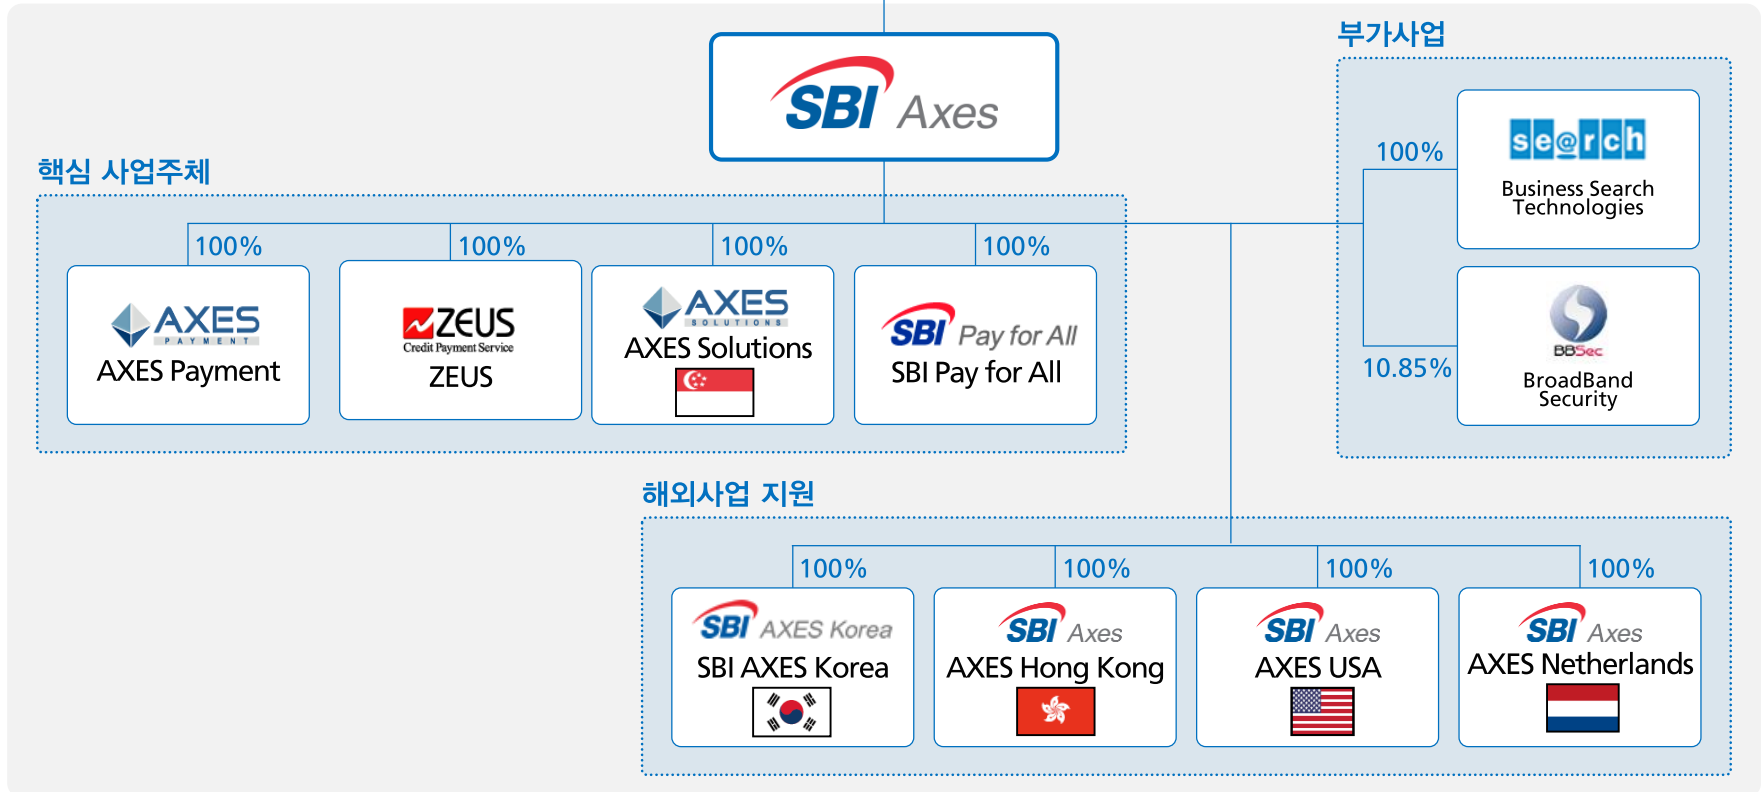 SBI Axes
핵심 사업주체
100%
AXES
PAYMENT
AXES Payment
100%
ZEUS
Credit Payment Service
ZEUS
100%
AXES
SOLUTIONS
AXES Solutions
100%
SBI Pay for All
SBI Pay for All
부가사업
100%
se@rch
Business Search
Technologies
10.85%
BBSec
BroadBand
Security
해외사업 지원
100%
SBI AXES Korea
SBI AXES Korea
100%
SBI Axes
AXES Hong Kong
100%
SBI Axes
AXES USA
100%
SBI Axes
AXES Netherlands